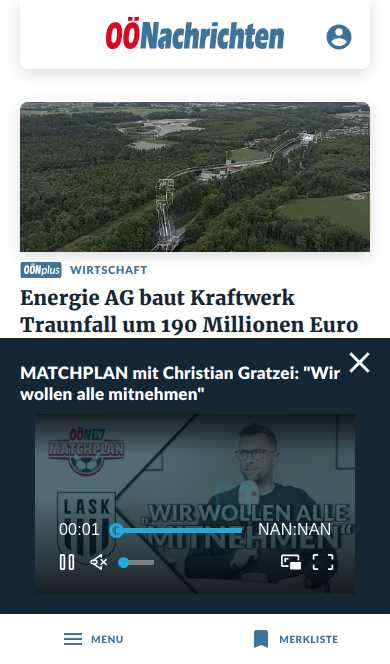 OÖNachrichten
OÖNplus WIRTSCHAFT
Energie AG baut Kraftwerk
Traunfall um 190 Millionen Euro
MATCHPLAN mit Christian Gratzei: "Wir
wollen alle mitnehmen"
OÖN TV
MATCHPLAN
LASK
„WIR WOLLEN ALLE
MITNEHMEN"
00:01
NAN:NAN
MENU
MERKLISTE